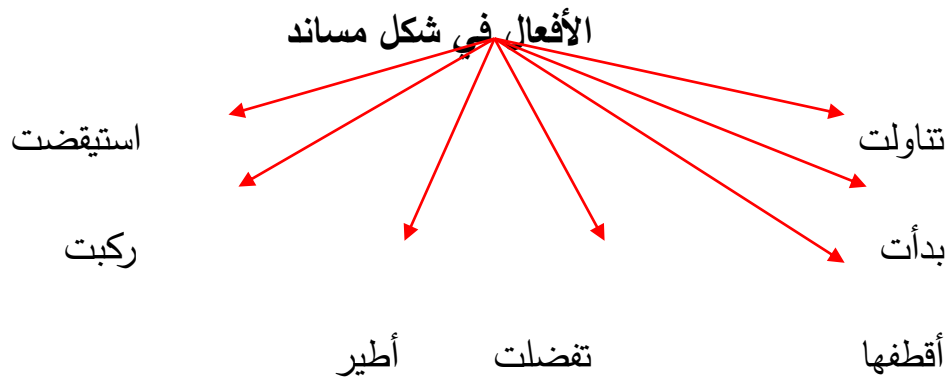 الأفعال في شكل مساند
تناولت استيقضت
بدأت ركبت
أقطفها تفضلت أطير